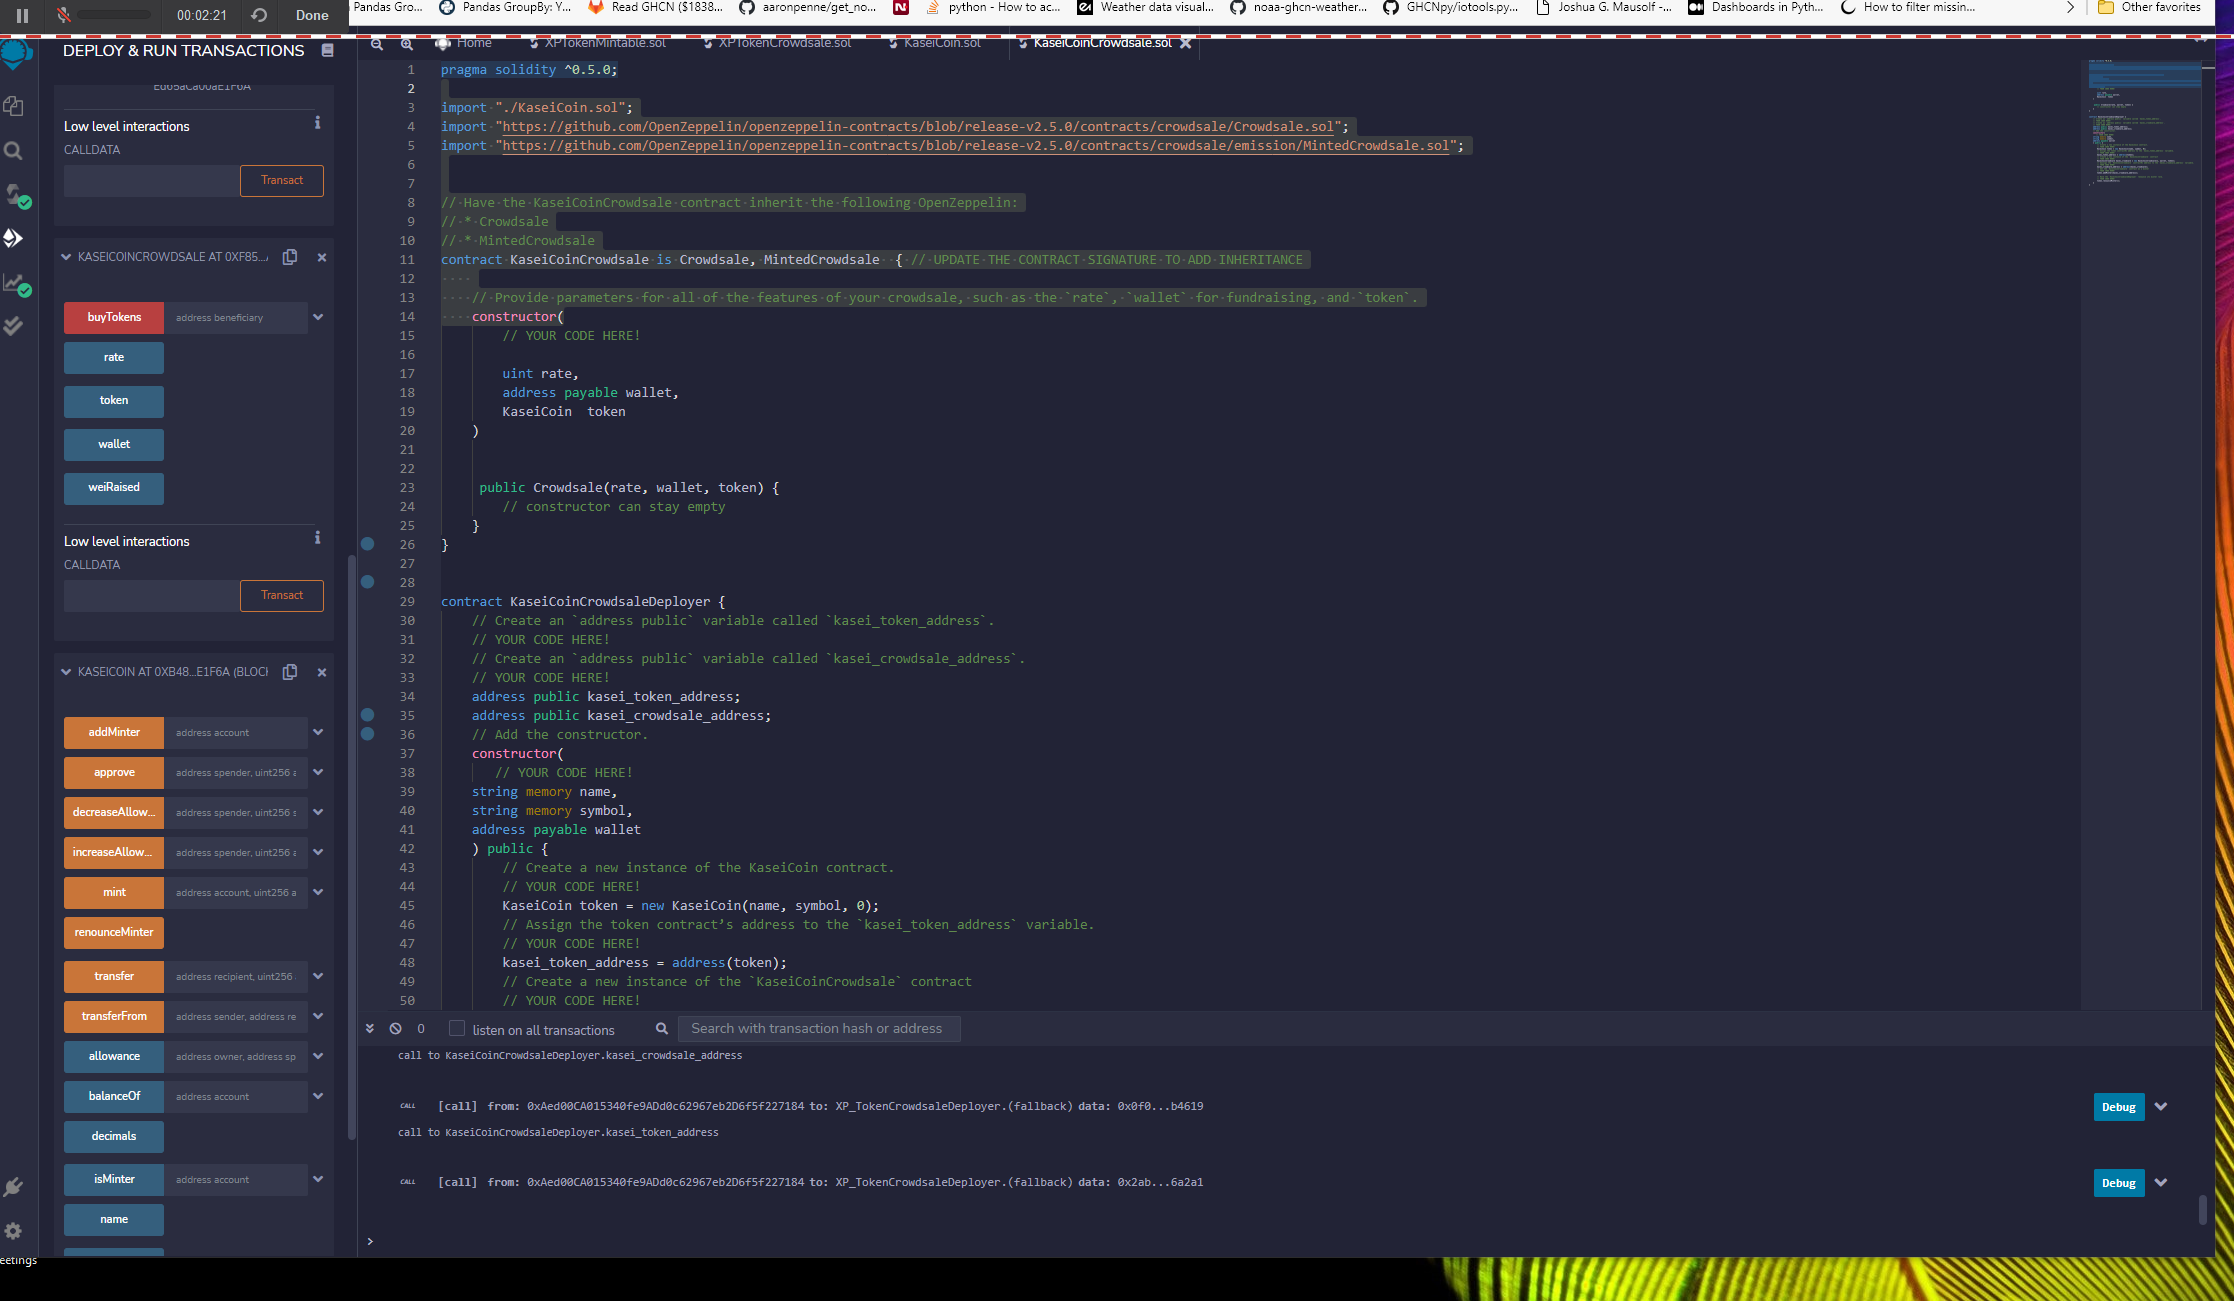 00:02:21 Done
Pandas Gro... Pandas GroupBy: Y... Read GHCN ($1838... aaronpenne/get_no... N python - How to ac... Weather data visual... noaa-ghcn-weather... GHCNpy/iotools.py... Joshua G. Mausolf -... Dashboards in Pyth... How to filter missin... Other favorites
DEPLOY & RUN TRANSACTIONS
Home XPTokenMintable.sol XPTokenCrowdsale.sol KaseiCoin.sol KaseiCoinCrowdsale.sol
Ed65aCa00aE1F6A
Low level interactions
CALLDATA
Transact
KASEICOINCROWDSALE AT 0XF85...
buyTokens address beneficiary
rate
token
wallet
weiRaised
Low level interactions
CALLDATA
Transact
KASEICOIN AT 0XB48...E1F6A (BLOCK
addMinter address account
approve address spender, uint256 a
decreaseAllow... address spender, uint256 s
increaseAllow... address spender, uint256 a
mint address account, uint256 a
renounceMinter
transfer address recipient, uint256
transferFrom address sender, address re
allowance address owner, address sp
balanceOf address account
decimals
isMinter address account
name
eetings
1 pragma solidity ^0.5.0;
2
3 import "./KaseiCoin.sol";
4 import "https://github.com/OpenZeppelin/openzeppelin-contracts/blob/release-v2.5.0/contracts/crowdsale/Crowdsale.sol";
5 import "https://github.com/OpenZeppelin/openzeppelin-contracts/blob/release-v2.5.0/contracts/crowdsale/emission/MintedCrowdsale.sol";
6
7
8 // Have the KaseiCoinCrowdsale contract inherit the following OpenZeppelin:
9 // * Crowdsale
10 // * MintedCrowdsale
11 contract KaseiCoinCrowdsale is Crowdsale, MintedCrowdsale { // UPDATE THE CONTRACT SIGNATURE TO ADD INHERITANCE
12
13 // Provide parameters for all of the features of your crowdsale, such as the `rate`, `wallet` for fundraising, and `token`.
14 constructor(
15 // YOUR CODE HERE!
16
17 uint rate,
18 address payable wallet,
19 KaseiCoin token
20 )
21
22
23 public Crowdsale(rate, wallet, token) {
24 // constructor can stay empty
25 }
26 }
27
28
29 contract KaseiCoinCrowdsaleDeployer {
30 // Create an `address public` variable called `kasei_token_address`.
31 // YOUR CODE HERE!
32 // Create an `address public` variable called `kasei_crowdsale_address`.
33 // YOUR CODE HERE!
34 address public kasei_token_address;
35 address public kasei_crowdsale_address;
36 // Add the constructor.
37 constructor(
38 // YOUR CODE HERE!
39 string memory name,
40 string memory symbol,
41 address payable wallet
42 ) public {
43 // Create a new instance of the KaseiCoin contract.
44 // YOUR CODE HERE!
45 KaseiCoin token = new KaseiCoin(name, symbol, 0);
46 // Assign the token contract’s address to the `kasei_token_address` variable.
47 // YOUR CODE HERE!
48 kasei_token_address = address(token);
49 // Create a new instance of the `KaseiCoinCrowdsale` contract
50 // YOUR CODE HERE!
0 listen on all transactions Search with transaction hash or address
call to KaseiCoinCrowdsaleDeployer.kasei_crowdsale_address
CALL [call] from: 0xAed00CA015340fe9ADd0c62967eb2D6f5f227184 to: XP_TokenCrowdsaleDeployer.(fallback) data: 0x0f0...b4619 Debug
call to KaseiCoinCrowdsaleDeployer.kasei_token_address
CALL [call] from: 0xAed00CA015340fe9ADd0c62967eb2D6f5f227184 to: XP_TokenCrowdsaleDeployer.(fallback) data: 0x2ab...6a2a1 Debug
>